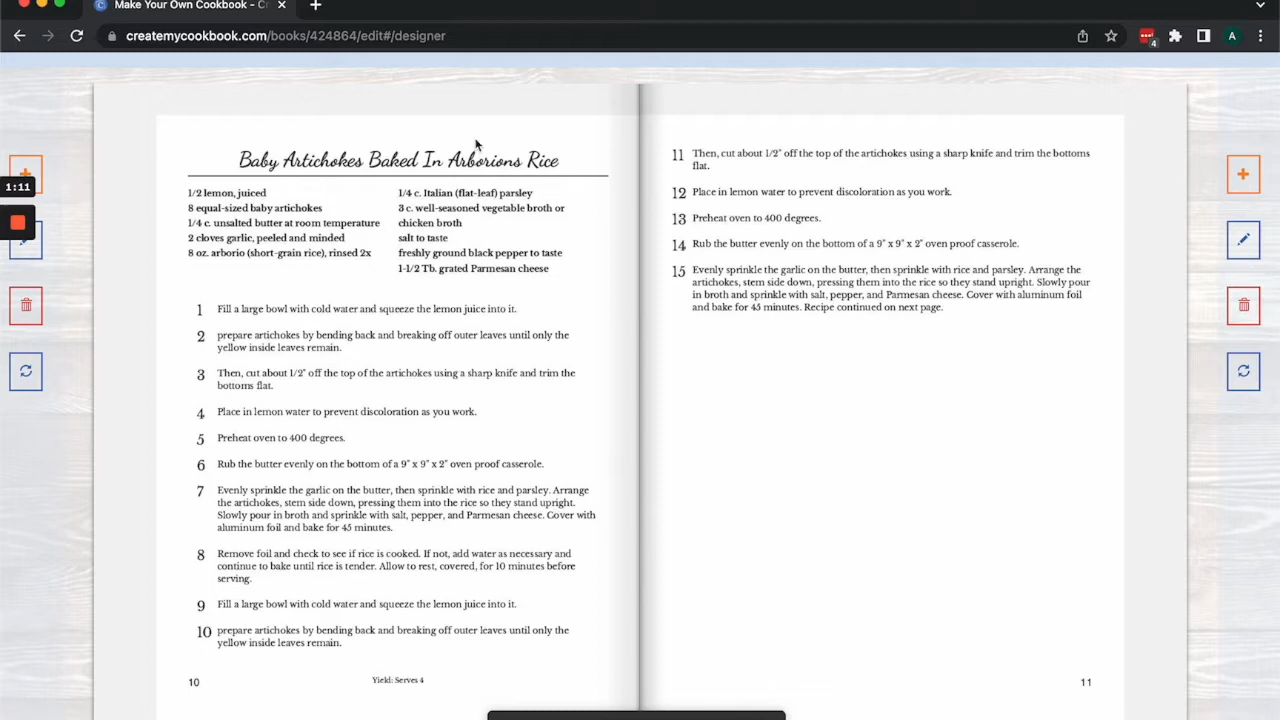 Make Your Own Cookbook - Cr
createmycookbook.com/books/424864/edit#/designer
4
A
1:11
Baby Artichokes Baked In Arborions Rice
1/2 lemon, juiced
8 equal-sized baby artichokes
1/4 c. unsalted butter at room temperature
2 cloves garlic, peeled and minded
8 oz. arborio (short-grain rice), rinsed 2x
1/4 c. Italian (flat-leaf) parsley
3 c. well-seasoned vegetable broth or
chicken broth
salt to taste
freshly ground black pepper to taste
1-1/2 Tb. grated Parmesan cheese
1 Fill a large bowl with cold water and squeeze the lemon juice into it.
2 prepare artichokes by bending back and breaking off outer leaves until only the
yellow inside leaves remain.
3 Then, cut about 1/2" off the top of the artichokes using a sharp knife and trim the
bottoms flat.
4 Place in lemon water to prevent discoloration as you work.
5 Preheat oven to 400 degrees.
6 Rub the butter evenly on the bottom of a 9" x 9" x 2" oven proof casserole.
7 Evenly sprinkle the garlic on the butter, then sprinkle with rice and parsley. Arrange
the artichokes, stem side down, pressing them into the rice so they stand upright.
Slowly pour in broth and sprinkle with salt, pepper, and Parmesan cheese. Cover with
aluminum foil and bake for 45 minutes.
8 Remove foil and check to see if rice is cooked. If not, add water as necessary and
continue to bake until rice is tender. Allow to rest, covered, for 10 minutes before
serving.
9 Fill a large bowl with cold water and squeeze the lemon juice into it.
10 prepare artichokes by bending back and breaking off outer leaves until only the
yellow inside leaves remain.
10
Yield: Serves 4
11 Then, cut about 1/2" off the top of the artichokes using a sharp knife and trim the bottoms
flat.
12 Place in lemon water to prevent discoloration as you work.
13 Preheat oven to 400 degrees.
14 Rub the butter evenly on the bottom of a 9" x 9" x 2" oven proof casserole.
15 Evenly sprinkle the garlic on the butter, then sprinkle with rice and parsley. Arrange the
artichokes, stem side down, pressing them into the rice so they stand upright. Slowly pour
in broth and sprinkle with salt, pepper, and Parmesan cheese. Cover with aluminum foil
and bake for 45 minutes. Recipe continued on next page.
11